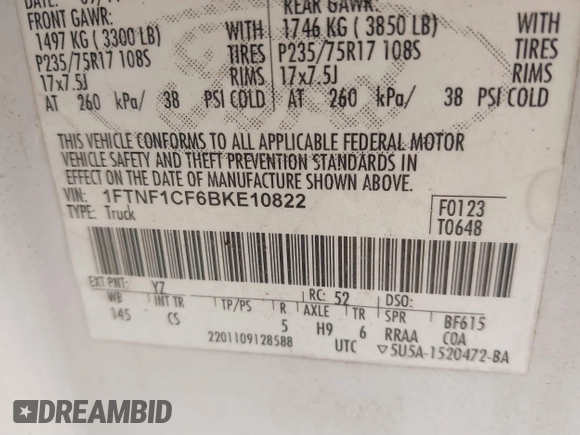 DATE:
FRONT GAWR: REAR GAWR:
1497 KG ( 3300 LB) WITH 1746 KG ( 3850 LB) WITH
P235/75R17 108S TIRES P235/75R17 108S TIRES
17x7.5J RIMS 17x7.5J RIMS
AT 260 kPa/ 38 PSI COLD AT 260 kPa/ 38 PSI COLD
THIS VEHICLE CONFORMS TO ALL APPLICABLE FEDERAL MOTOR
VEHICLE SAFETY AND THEFT PREVENTION STANDARDS IN
EFFECT ON THE DATE OF MANUFACTURE SHOWN ABOVE.
VIN: 1FTNF1CF6BKE10822
TYPE: Truck
F0123
T0648
EXT PNT: YZ RC: 52 DSO:
WB INT TR TP/PS R AXLE TR SPR BF615
145 CS 5 H9 6 RRAA COA
2201109128588 UTC ▽5U5A-1520472-BA
DREAMBID